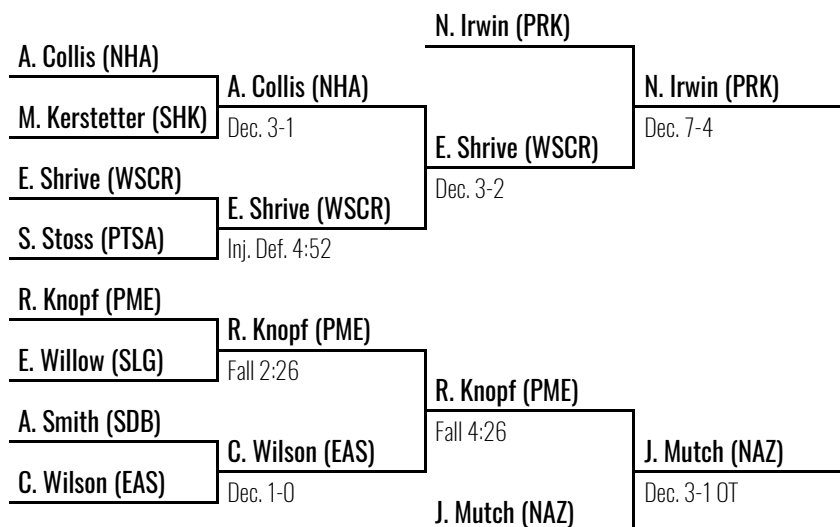 A. Collis (NHA)
M. Kerstetter (SHK)
E. Shrive (WSCR)
S. Stoss (PTSA)
R. Knopf (PME)
E. Willow (SLG)
A. Smith (SDB)
C. Wilson (EAS)
A. Collis (NHA)
Dec. 3-1
E. Shrive (WSCR)
Inj. Def. 4:52
R. Knopf (PME)
Fall 2:26
C. Wilson (EAS)
Dec. 1-0
N. Irwin (PRK)
E. Shrive (WSCR)
Dec. 3-2
R. Knopf (PME)
Fall 4:26
J. Mutch (NAZ)
N. Irwin (PRK)
Dec. 7-4
J. Mutch (NAZ)
Dec. 3-1 OT